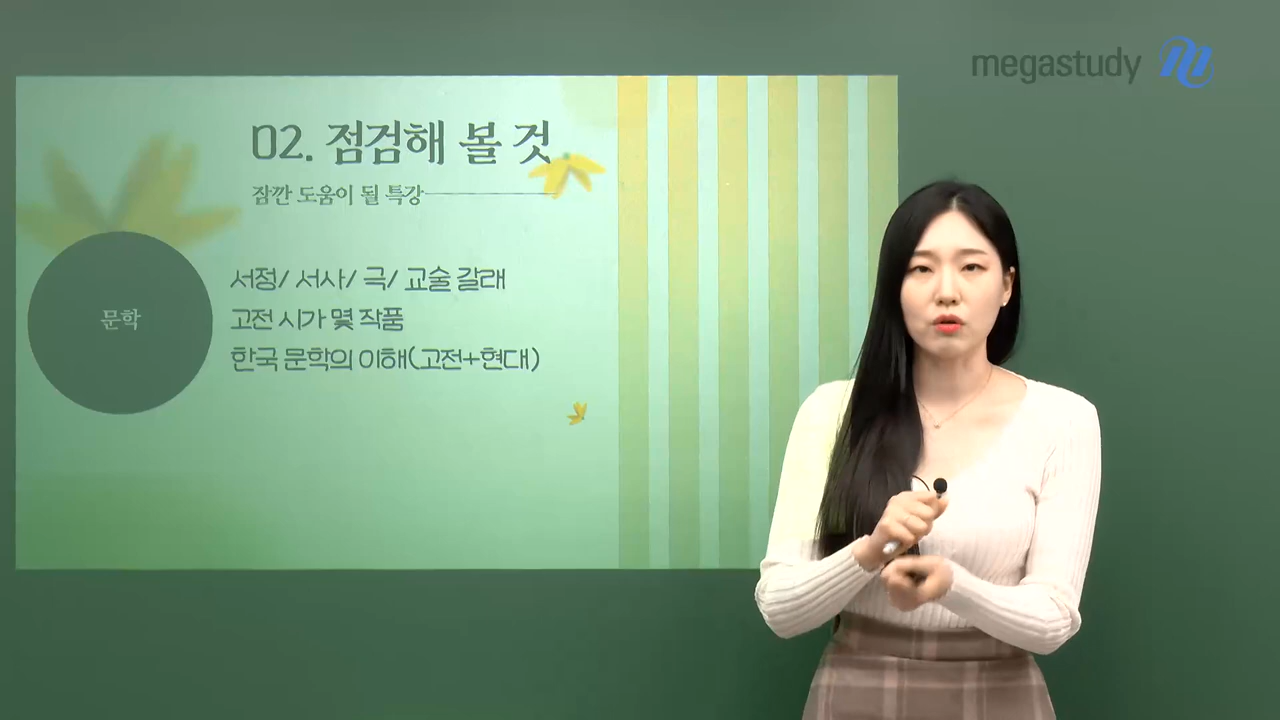 megastudy
02. 점검해 볼 것
잠깐 도움이 될 특강
문학
서정/ 서사/ 극/ 교술 갈래
고전 시가 몇 작품
한국 문학의 이해(고전+현대)